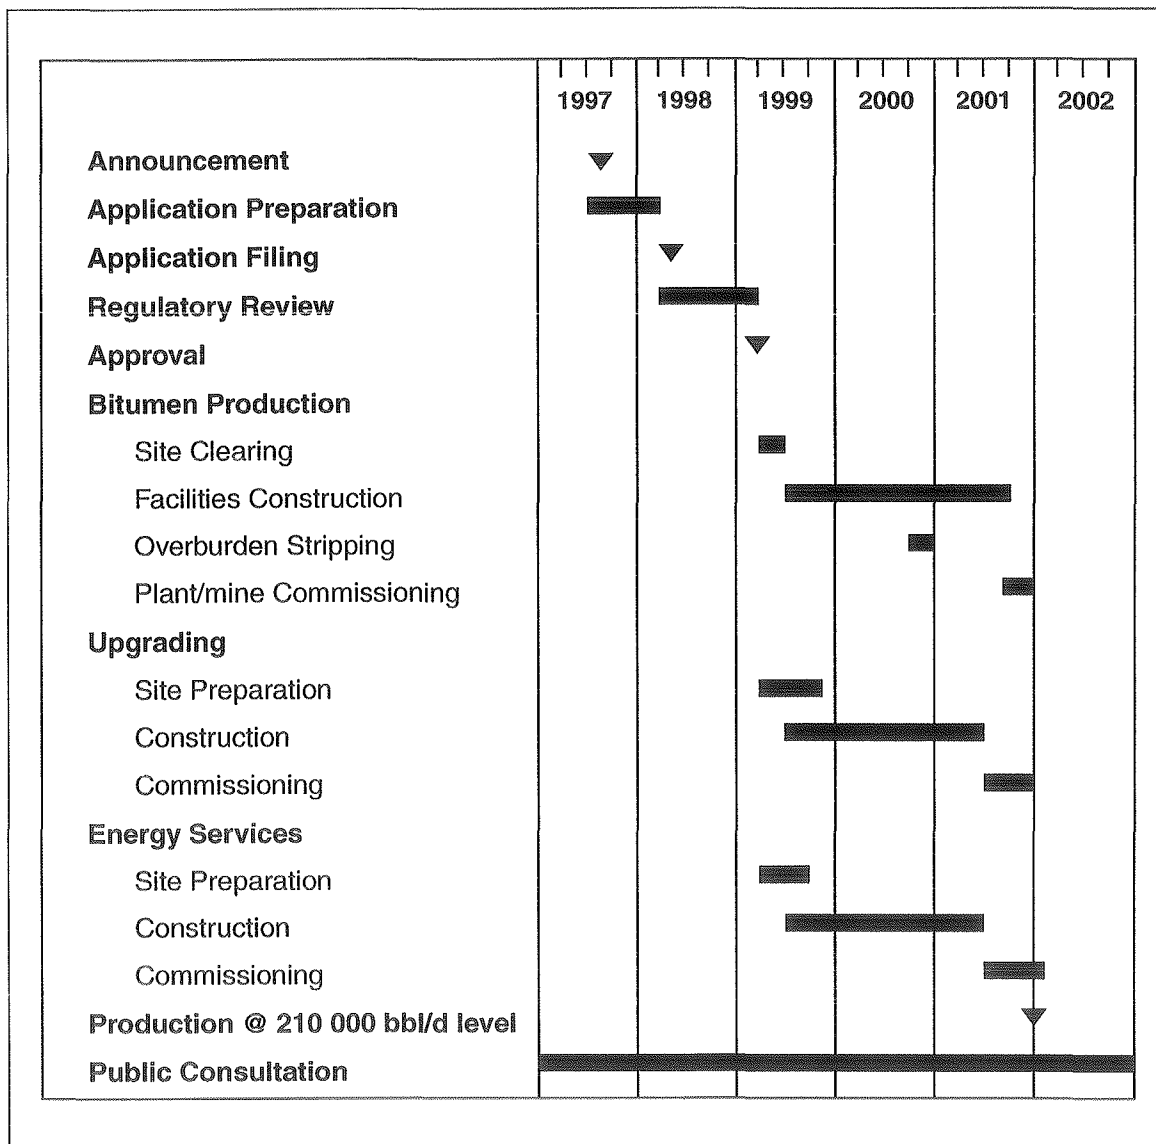 1997 1998 1999 2000 2001 2002
Announcement
Application Preparation
Application Filing
Regulatory Review
Approval
Bitumen Production
Site Clearing
Facilities Construction
Overburden Stripping
Plant/mine Commissioning
Upgrading
Site Preparation
Construction
Commissioning
Energy Services
Site Preparation
Construction
Commissioning
Production @ 210 000 bbl/d level
Public Consultation